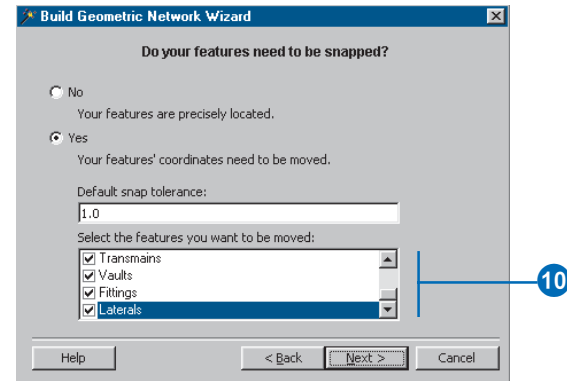 Build Geometric Network Wizard
Do your features need to be snapped?
No
Your features are precisely located.
Yes
Your features' coordinates need to be moved.
Default snap tolerance:
1.0
Select the features you want to be moved:
Transmains
Vaults
Fittings
Laterals
10
Help
< Back
Next >
Cancel